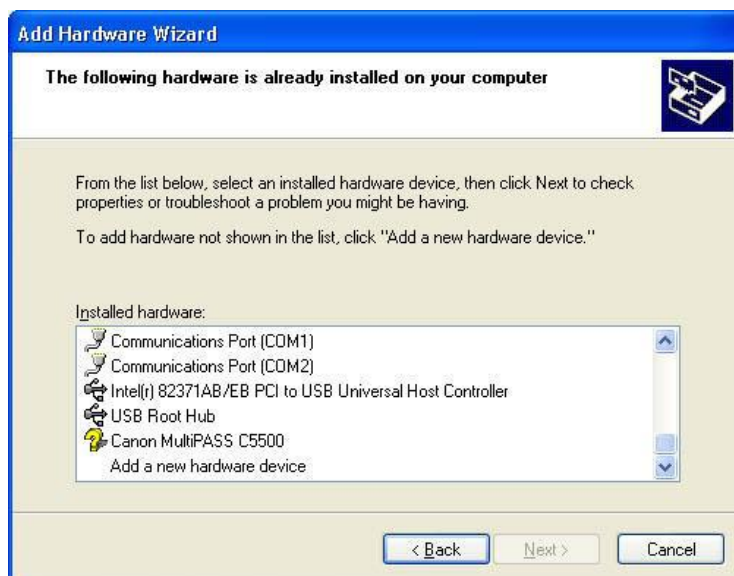 Add Hardware Wizard
The following hardware is already installed on your computer
From the list below, select an installed hardware device, then click Next to check
properties or troubleshoot a problem you might be having.
To add hardware not shown in the list, click "Add a new hardware device."
Installed hardware:
Communications Port (COM1)
Communications Port (COM2)
Intel(r) 82371AB/EB PCI to USB Universal Host Controller
USB Root Hub
Canon MultiPASS C5500
Add a new hardware device
< Back Next > Cancel